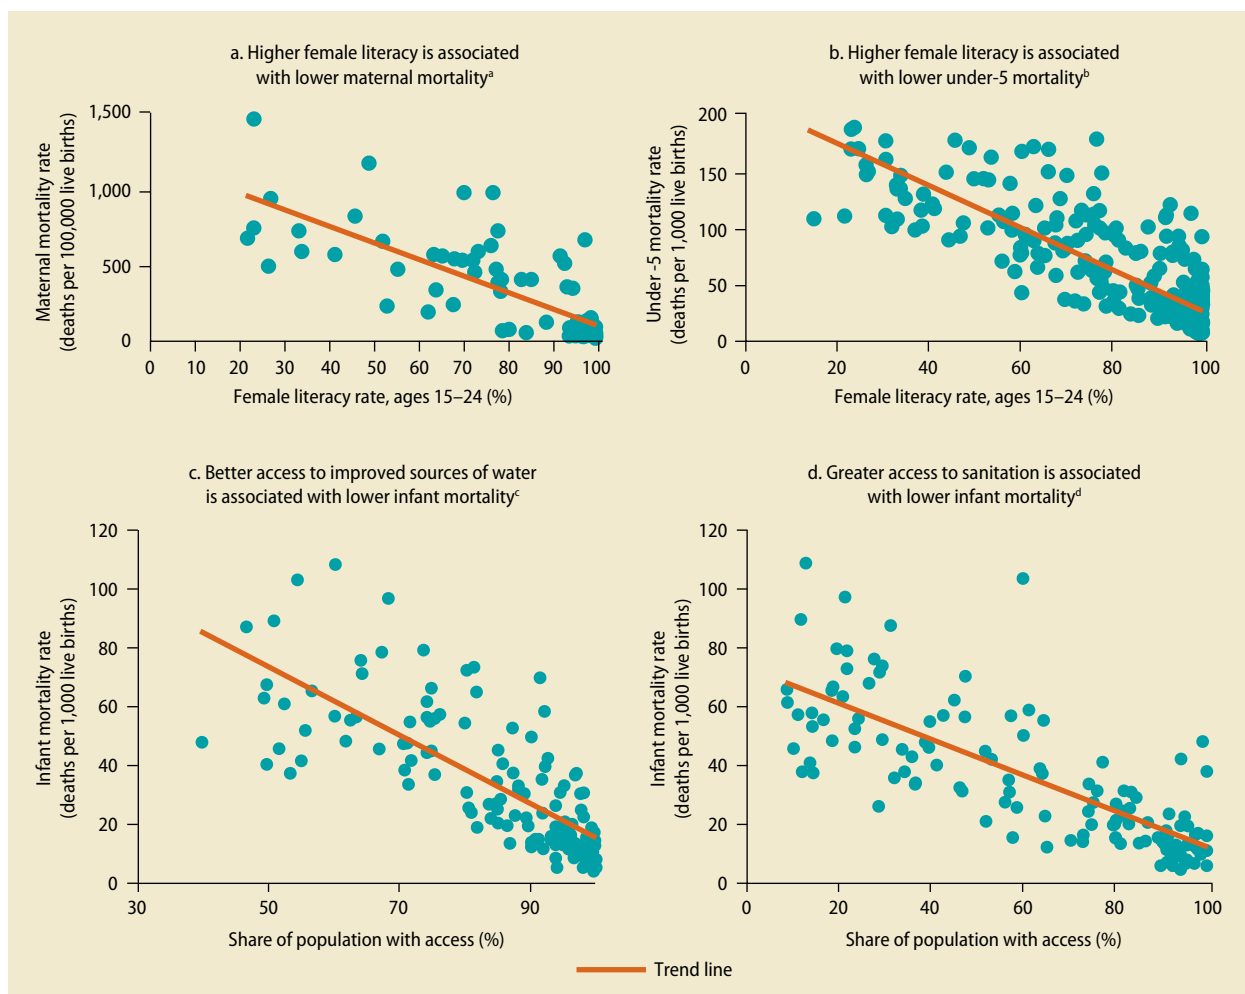 a. Higher female literacy is associated
with lower maternal mortalityᵃ
Maternal mortality rate
(deaths per 100,000 live births)
1,500
1,000
500
0
0 10 20 30 40 50 60 70 80 90 100
Female literacy rate, ages 15–24 (%)
b. Higher female literacy is associated
with lower under-5 mortalityᵇ
Under -5 mortality rate
(deaths per 1,000 live births)
200
150
100
50
0
0 20 40 60 80 100
Female literacy rate, ages 15–24 (%)
c. Better access to improved sources of water
is associated with lower infant mortalityᶜ
Infant mortality rate
(deaths per 1,000 live births)
120
100
80
60
40
20
0
30 50 70 90
Share of population with access (%)
d. Greater access to sanitation is associated
with lower infant mortalityᵈ
Infant mortality rate
(deaths per 1,000 live births)
120
100
80
60
40
20
0
0 20 40 60 80 100
Share of population with access (%)
Trend line